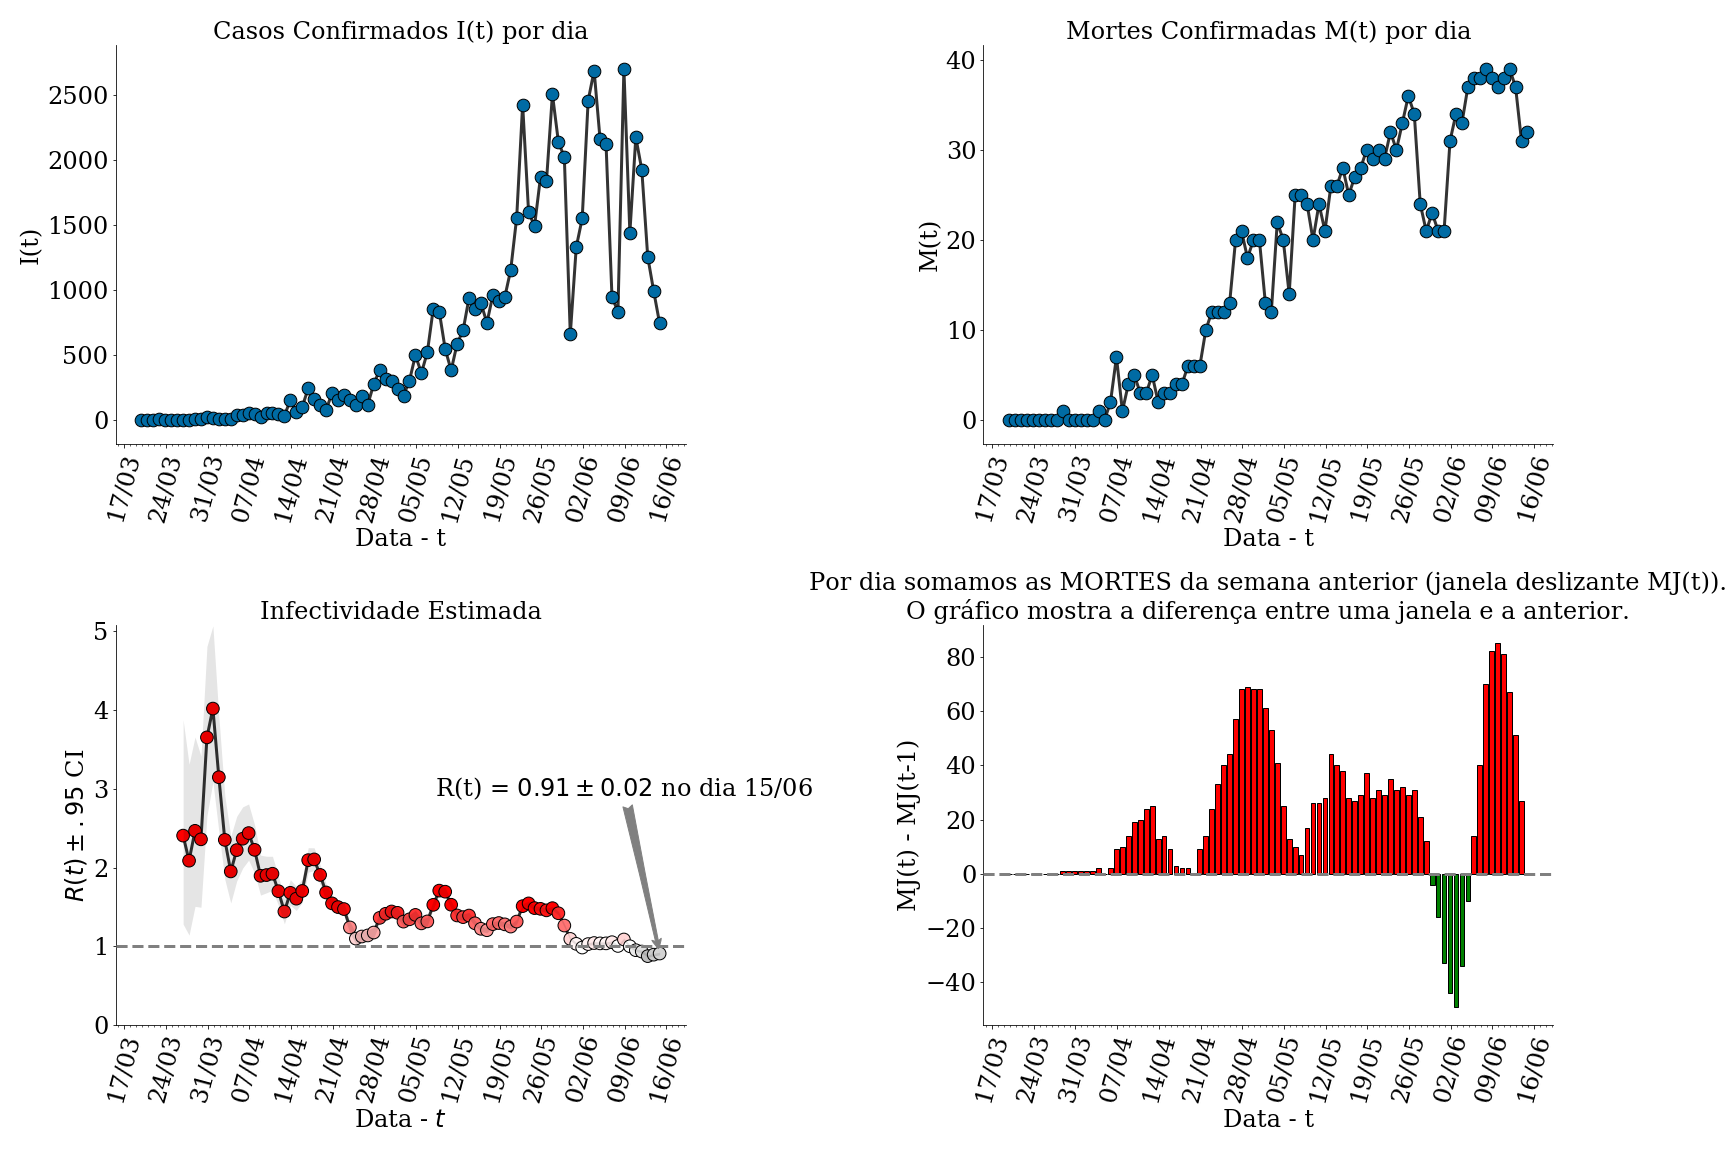 Casos Confirmados I(t) por dia
I(t)
2500
2000
1500
1000
500
0
17/03 24/03 31/03 07/04 14/04 21/04 28/04 05/05 12/05 19/05 26/05 02/06 09/06 16/06
Data - t
Mortes Confirmadas M(t) por dia
M(t)
40
30
20
10
0
17/03 24/03 31/03 07/04 14/04 21/04 28/04 05/05 12/05 19/05 26/05 02/06 09/06 16/06
Data - t
Infectividade Estimada
R(t) ± .95 CI
5
4
3
2
1
0
R(t) = 0.91 ± 0.02 no dia 15/06
17/03 24/03 31/03 07/04 14/04 21/04 28/04 05/05 12/05 19/05 26/05 02/06 09/06 16/06
Data - t
Por dia somamos as MORTES da semana anterior (janela deslizante MJ(t)).
O gráfico mostra a diferença entre uma janela e a anterior.
MJ(t) - MJ(t-1)
80
60
40
20
0
−20
−40
17/03 24/03 31/03 07/04 14/04 21/04 28/04 05/05 12/05 19/05 26/05 02/06 09/06 16/06
Data - t